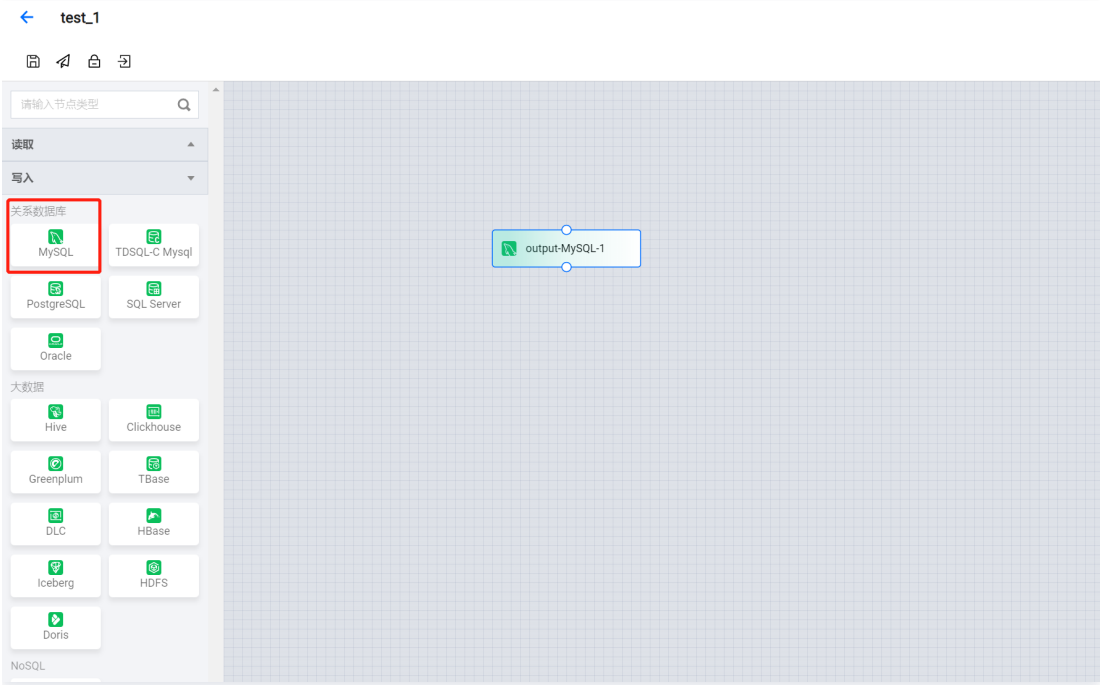 test_1
请输入节点类型
读取
写入
关系数据库
MySQL
TDSQL-C Mysql
PostgreSQL
SQL Server
Oracle
大数据
Hive
Clickhouse
Greenplum
TBase
DLC
HBase
Iceberg
HDFS
Doris
NoSQL
output-MySQL-1